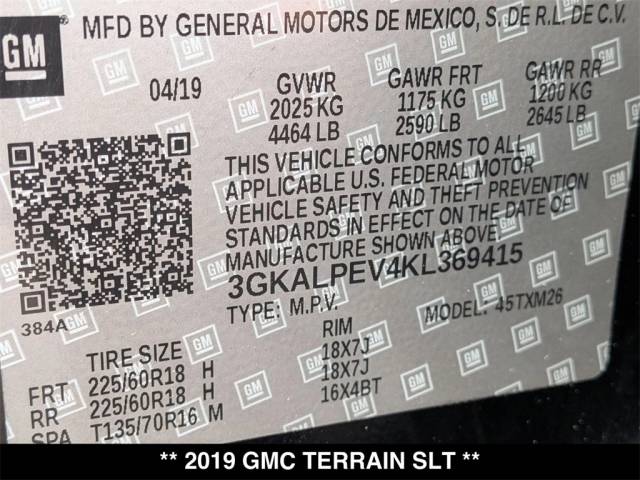 GM
MFD BY GENERAL MOTORS DE MEXICO, S. DE R.L. DE C.V.
04/19 GVWR GAWR FRT GAWR RR
2025 KG 1175 KG 1200 KG
4464 LB 2590 LB 2645 LB
THIS VEHICLE CONFORMS TO ALL
APPLICABLE U.S. FEDERAL MOTOR
VEHICLE SAFETY AND THEFT PREVENTION
STANDARDS IN EFFECT ON THE DATE OF
MANUFACTURE SHOWN ABOVE
3GKALPEV4KL369415
384A TYPE: M.P.V. MODEL: 45TXM26
TIRE SIZE RIM
FRT 225/60R18 H 18X7J
RR 225/60R18 H 18X7J
SPA T135/70R16 M 16X4BT
** 2019 GMC TERRAIN SLT **